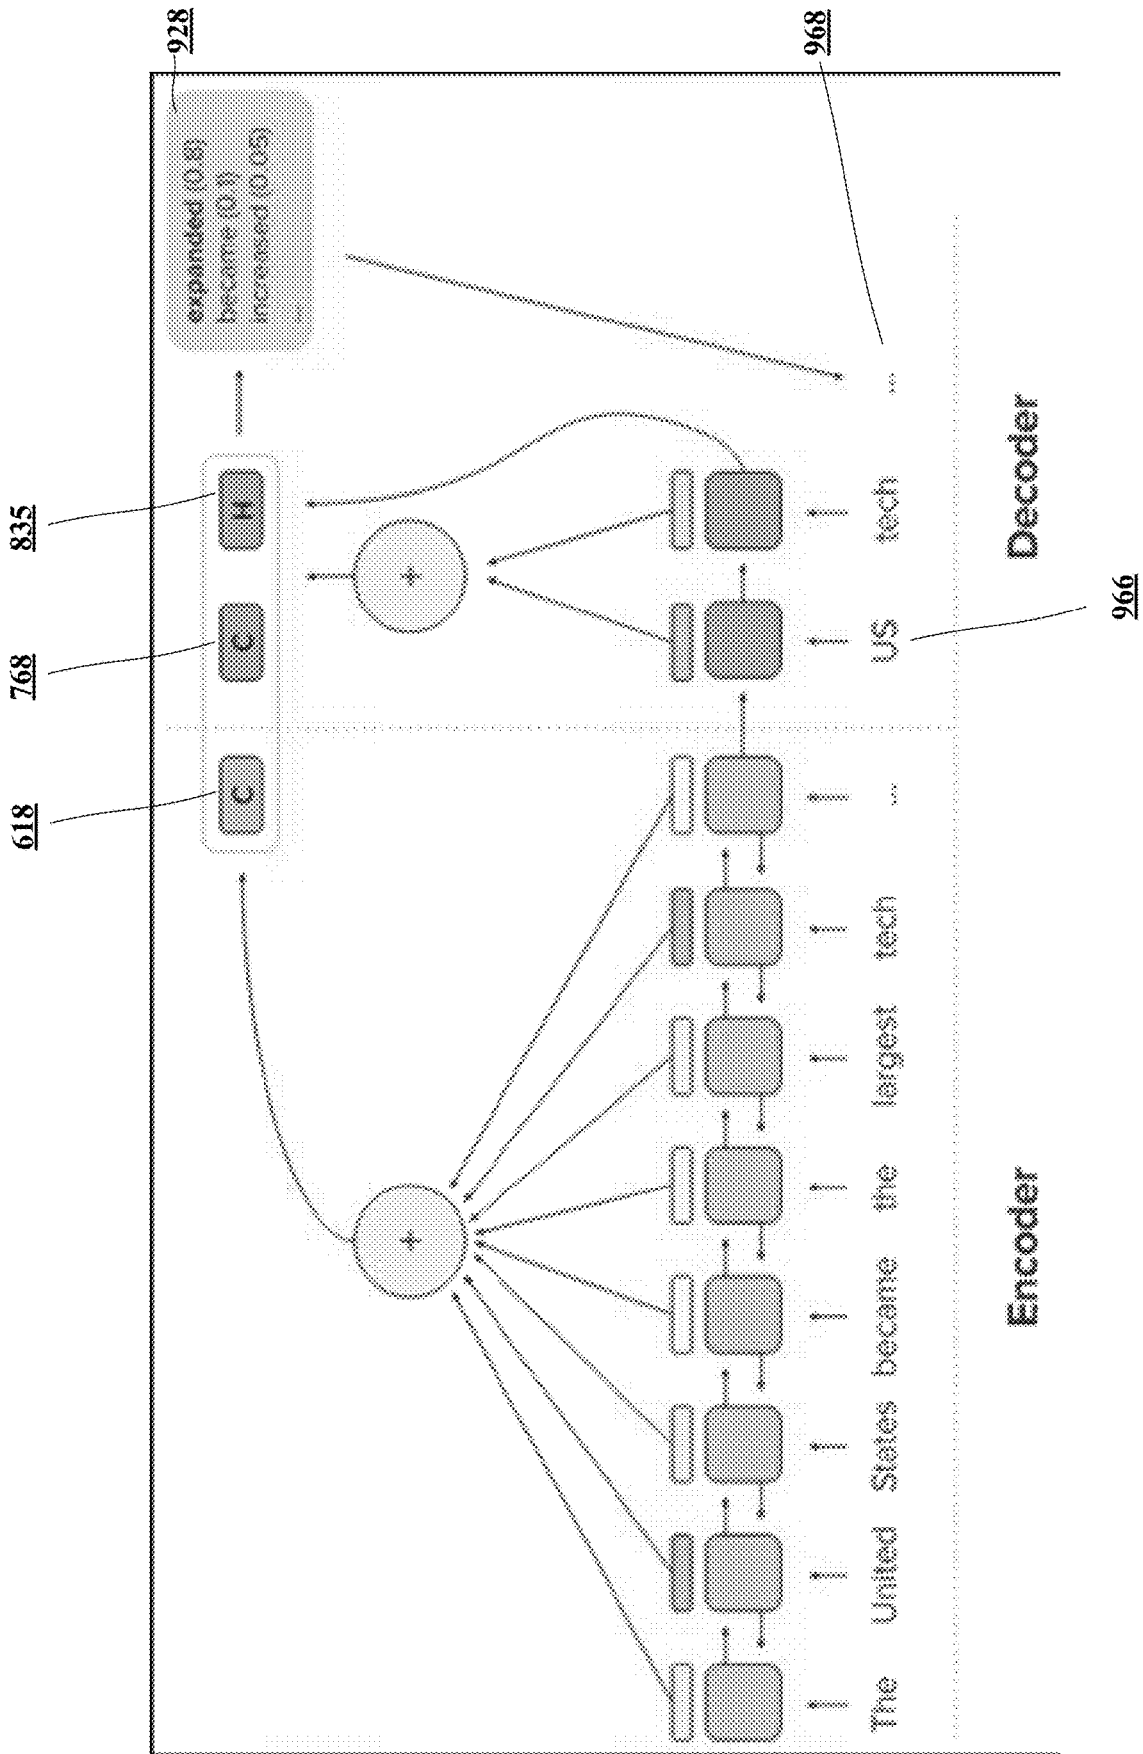 618
768
835
928
C
C
H
expanded (0.8)
became (0.1)
increased (0.05)
...
+
+
The United States became the largest tech ...
US tech ...
968
966
Encoder
Decoder